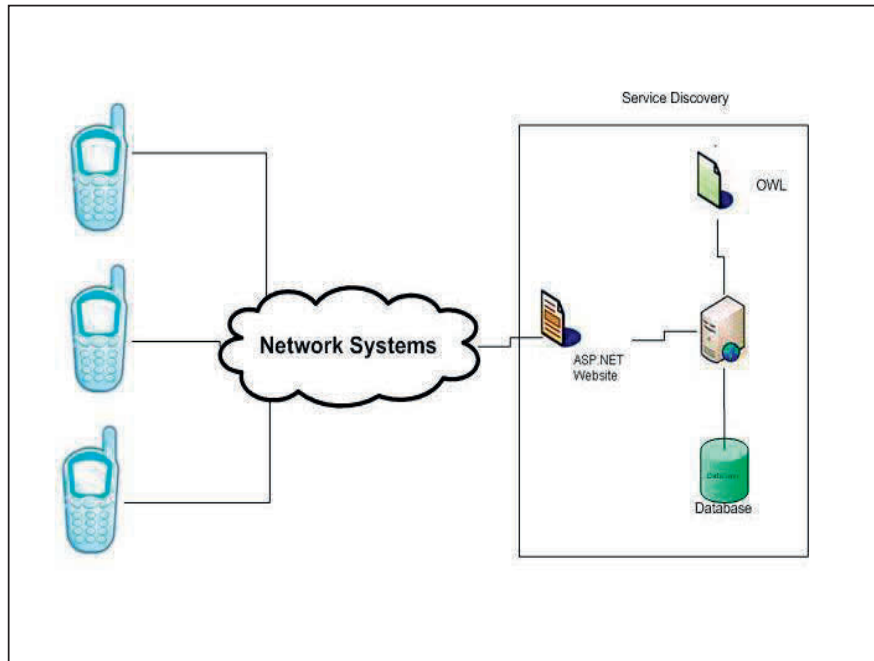 Service Discovery
OWL
Network Systems
ASP.NET
Website
Database